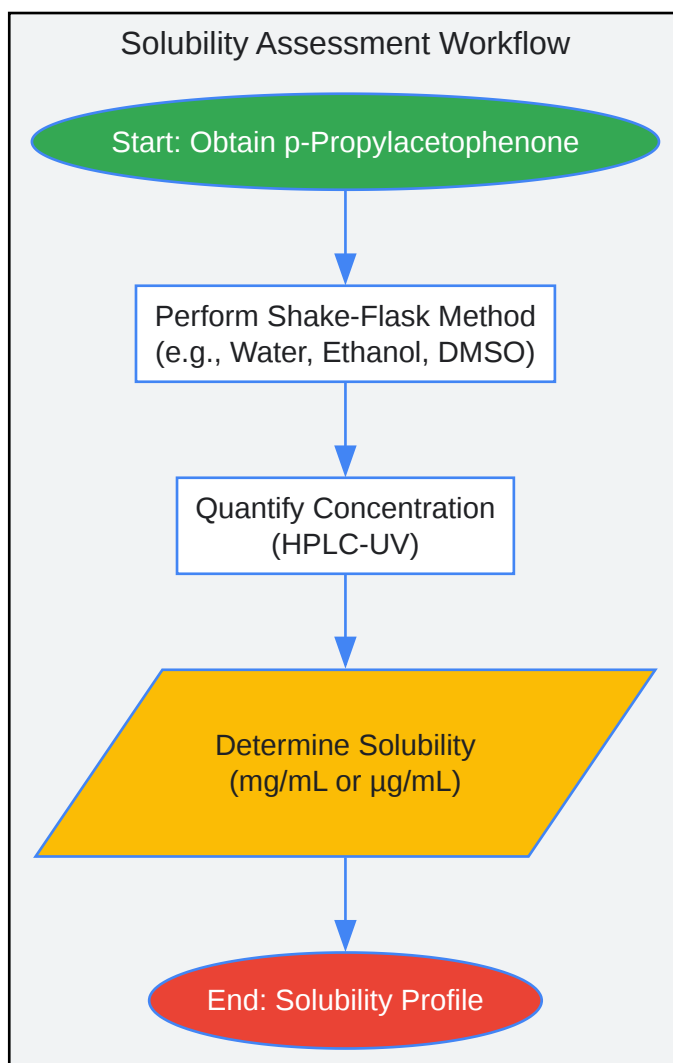 Solubility Assessment Workflow
Start: Obtain p-Propylacetophenone
Perform Shake-Flask Method
(e.g., Water, Ethanol, DMSO)
Quantify Concentration
(HPLC-UV)
Determine Solubility
(mg/mL or µg/mL)
End: Solubility Profile